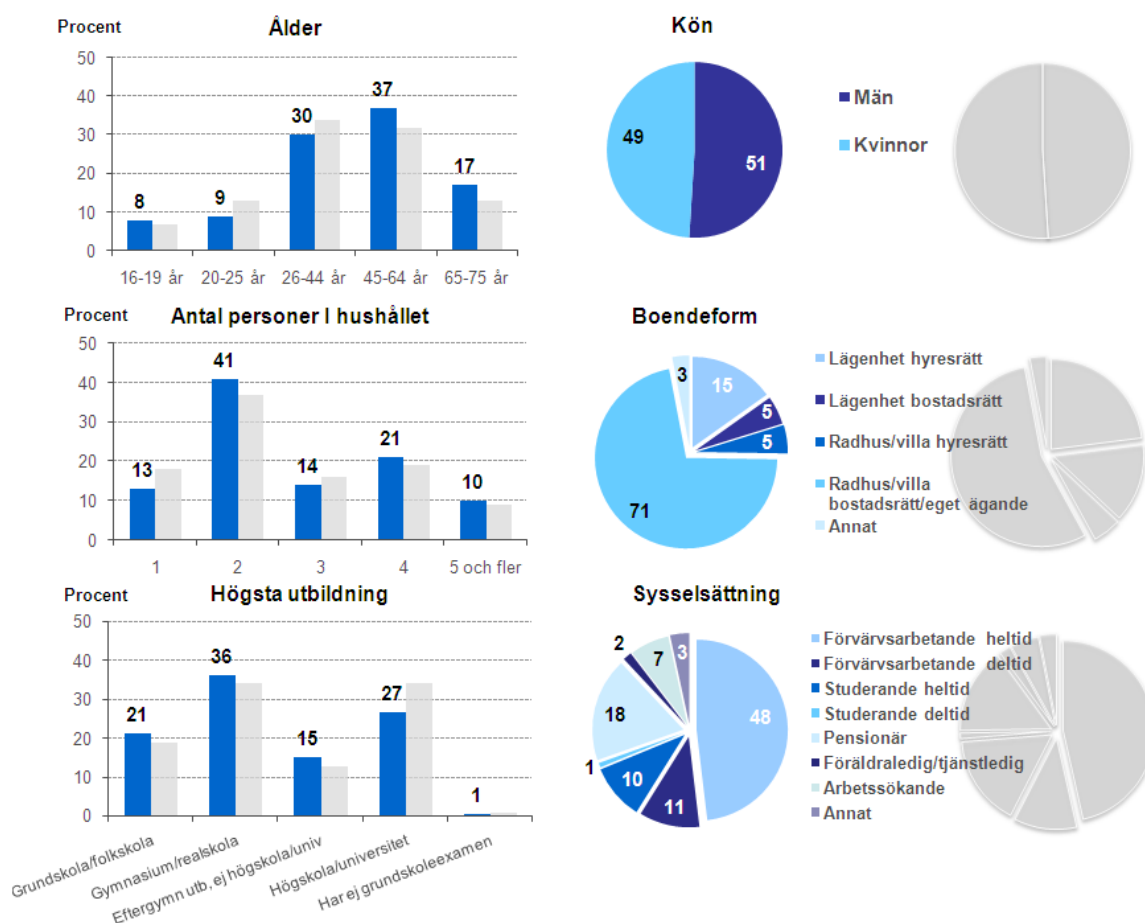 Procent
Ålder
50
40
30
20
10
0
8
9
30
37
17
16-19 år
20-25 år
26-44 år
45-64 år
65-75 år
Kön
49
51
Män
Kvinnor
Procent
Antal personer I hushållet
50
40
30
20
10
0
13
41
14
21
10
1
2
3
4
5 och fler
Boendeform
3
15
5
5
71
Lägenhet hyresrätt
Lägenhet bostadsrätt
Radhus/villa hyresrätt
Radhus/villa
bostadsrätt/eget ägande
Annat
Procent
Högsta utbildning
50
40
30
20
10
0
21
36
15
27
1
Grundskola/folkskola
Gymnasium/realskola
Eftergymn utb, ej högskola/univ
Högskola/universitet
Har ej grundskoleexamen
Sysselsättning
2
7
3
48
18
1
10
11
Förvärvsarbetande heltid
Förvärvsarbetande deltid
Studerande heltid
Studerande deltid
Pensionär
Föräldraledig/tjänstledig
Arbetssökande
Annat